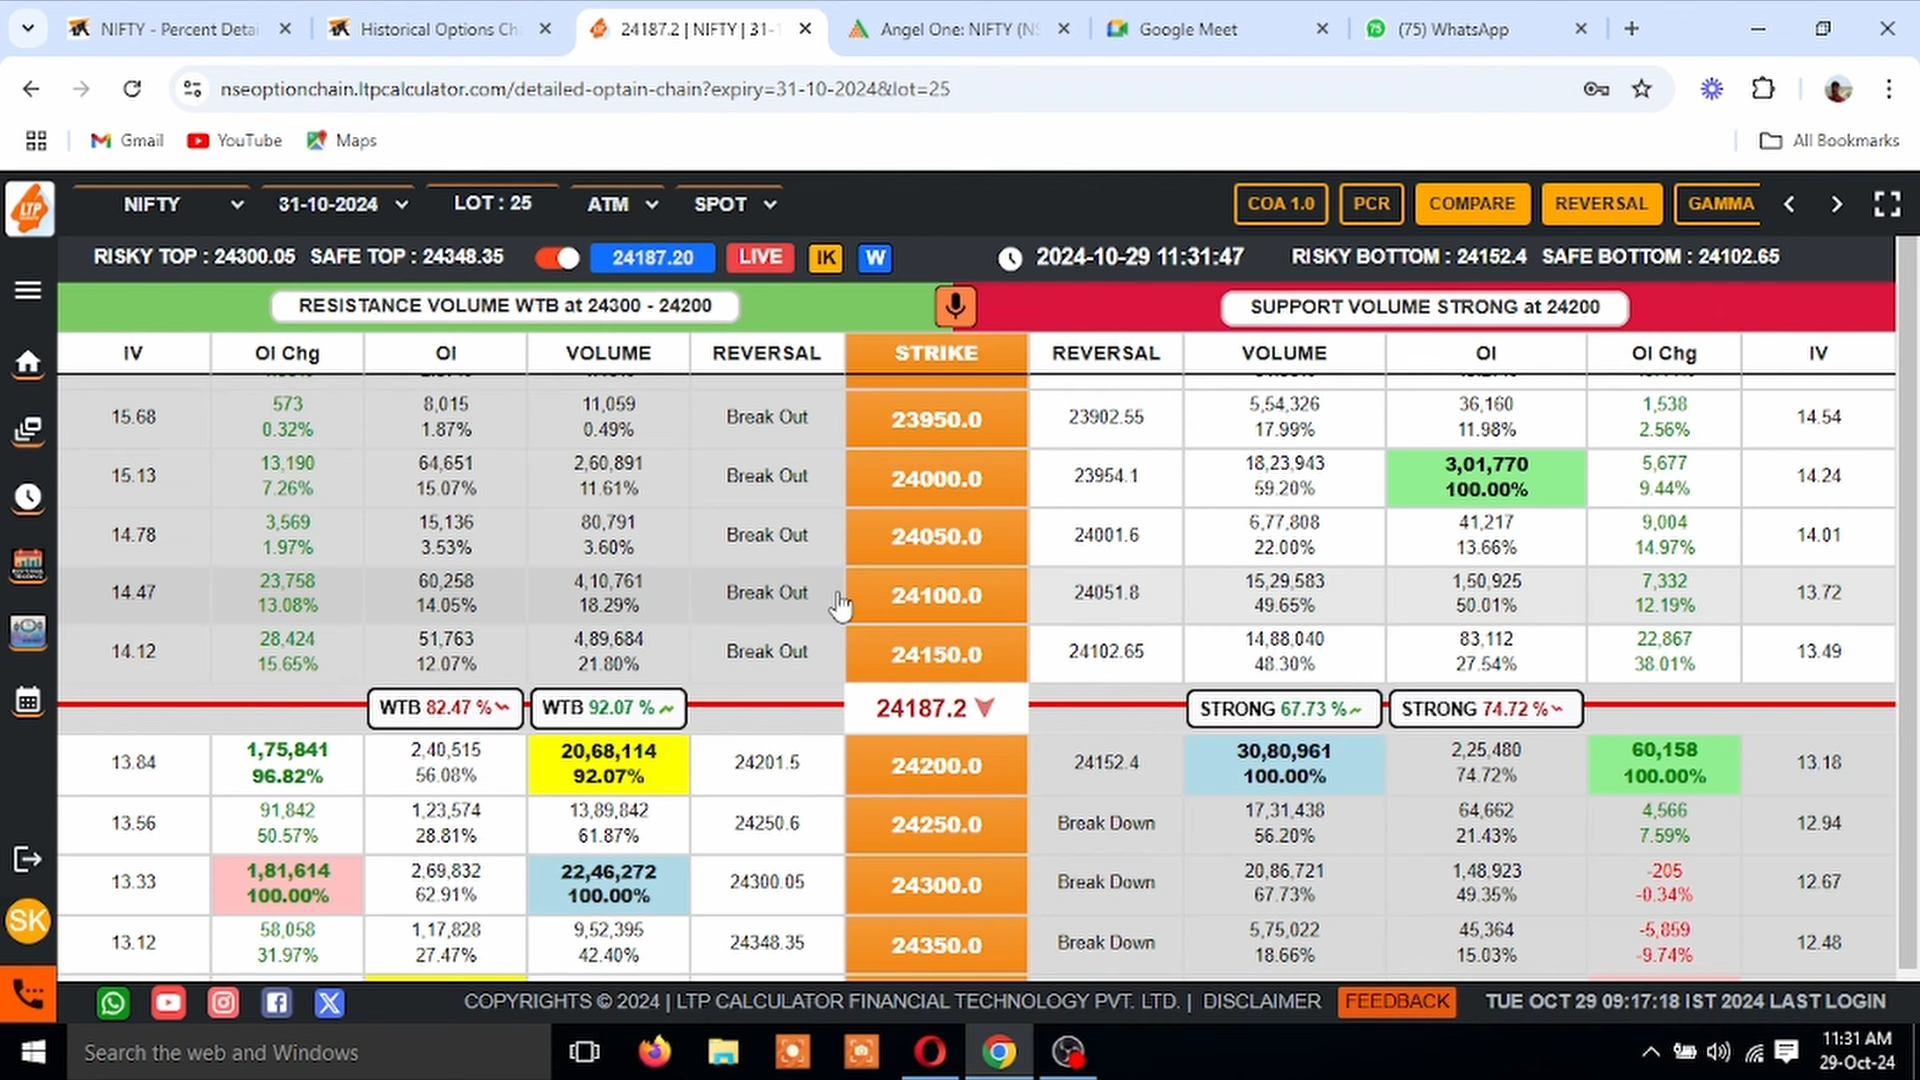 NIFTY - Percent Detai
Historical Options Ch
24187.2 | NIFTY | 31-1
Angel One: NIFTY (NS
Google Meet
(75) WhatsApp
nseoptionchain.ltpcalculator.com/detailed-optain-chain?expiry=31-10-2024&lot=25
Gmail YouTube Maps All Bookmarks
LTP NIFTY 31-10-2024 LOT : 25 ATM SPOT COA 1.0 PCR COMPARE REVERSAL GAMMA
RISKY TOP : 24300.05 SAFE TOP : 24348.35 24187.20 LIVE IK W 2024-10-29 11:31:47 RISKY BOTTOM : 24152.4 SAFE BOTTOM : 24102.65
RESISTANCE VOLUME WTB at 24300 - 24200 SUPPORT VOLUME STRONG at 24200
IV OI Chg OI VOLUME REVERSAL STRIKE REVERSAL VOLUME OI OI Chg IV
573 8,015 11,059 5,54,326 36,160 1,538
15.68 Break Out 23950.0 23902.55 14.54
0.32% 1.87% 0.49% 17.99% 11.98% 2.56%
13,190 64,651 2,60,891 18,23,943 3,01,770 5,677
15.13 Break Out 24000.0 23954.1 14.24
7.26% 15.07% 11.61% 59.20% 100.00% 9.44%
3,569 15,136 80,791 6,77,808 41,217 9,004
14.78 Break Out 24050.0 24001.6 14.01
1.97% 3.53% 3.60% 22.00% 13.66% 14.97%
23,758 60,258 4,10,761 15,29,583 1,50,925 7,332
14.47 Break Out 24100.0 24051.8 13.72
13.08% 14.05% 18.29% 49.65% 50.01% 12.19%
28,424 51,763 4,89,684 14,88,040 83,112 22,867
14.12 Break Out 24150.0 24102.65 13.49
15.65% 12.07% 21.80% 48.30% 27.54% 38.01%
WTB 82.47 % WTB 92.07 % 24187.2 STRONG 67.73 % STRONG 74.72 %
1,75,841 2,40,515 20,68,114 30,80,961 2,25,480 60,158
13.84 24201.5 24200.0 24152.4 13.18
96.82% 56.08% 92.07% 100.00% 74.72% 100.00%
91,842 1,23,574 13,89,842 17,31,438 64,662 4,566
13.56 24250.6 24250.0 Break Down 12.94
50.57% 28.81% 61.87% 56.20% 21.43% 7.59%
1,81,614 2,69,832 22,46,272 20,86,721 1,48,923 -205
13.33 24300.05 24300.0 Break Down 12.67
100.00% 62.91% 100.00% 67.73% 49.35% -0.34%
58,058 1,17,828 9,52,395 5,75,022 45,364 -5,859
13.12 24348.35 24350.0 Break Down 12.48
31.97% 27.47% 42.40% 18.66% 15.03% -9.74%
SK
COPYRIGHTS © 2024 | LTP CALCULATOR FINANCIAL TECHNOLOGY PVT. LTD. | DISCLAIMER FEEDBACK TUE OCT 29 09:17:18 IST 2024 LAST LOGIN
Search the web and Windows
11:31 AM
29-Oct-24